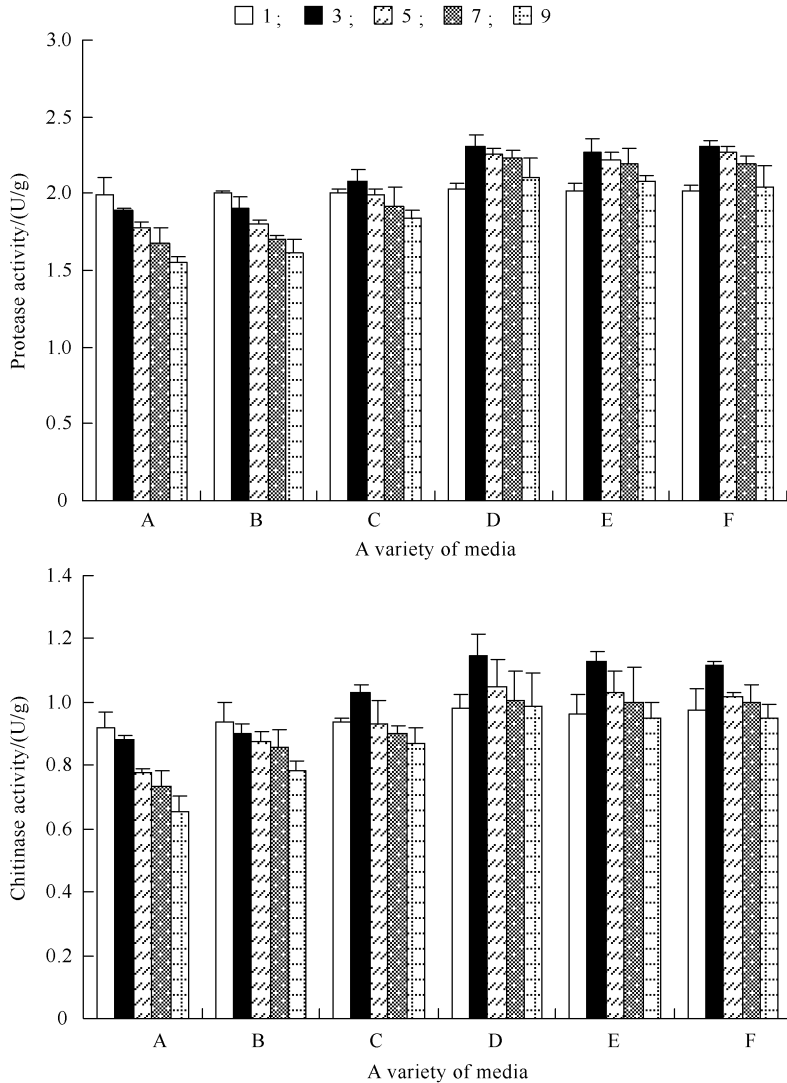 1; 3; 5; 7; 9
3.0
2.5
2.0
1.5
1.0
0.5
0
Protease activity/(U/g)
A B C D E F
A variety of media
1.4
1.2
1.0
0.8
0.6
0.4
0.2
0
Chitinase activity/(U/g)
A B C D E F
A variety of media